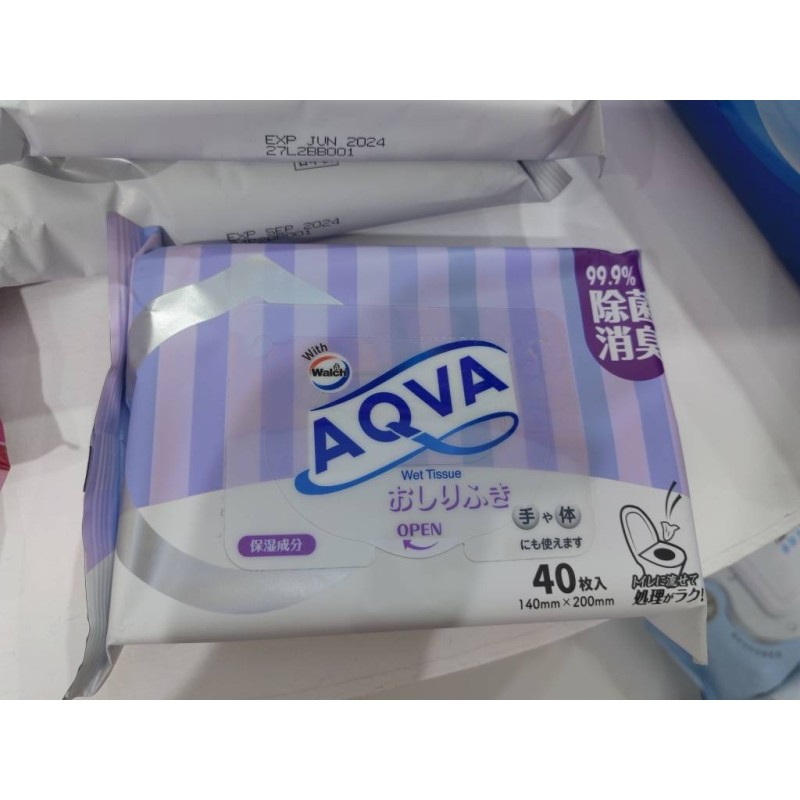 EXP JUN 2024
27L2BB001
EXP SEP 2024
99.9%
除菌
消臭
With
Walch
AQVA
Wet Tissue
おしりふき
OPEN
手や体
にも使えます
保湿成分
40枚入
140mm×200mm
トイレに流せて
処理がラク!